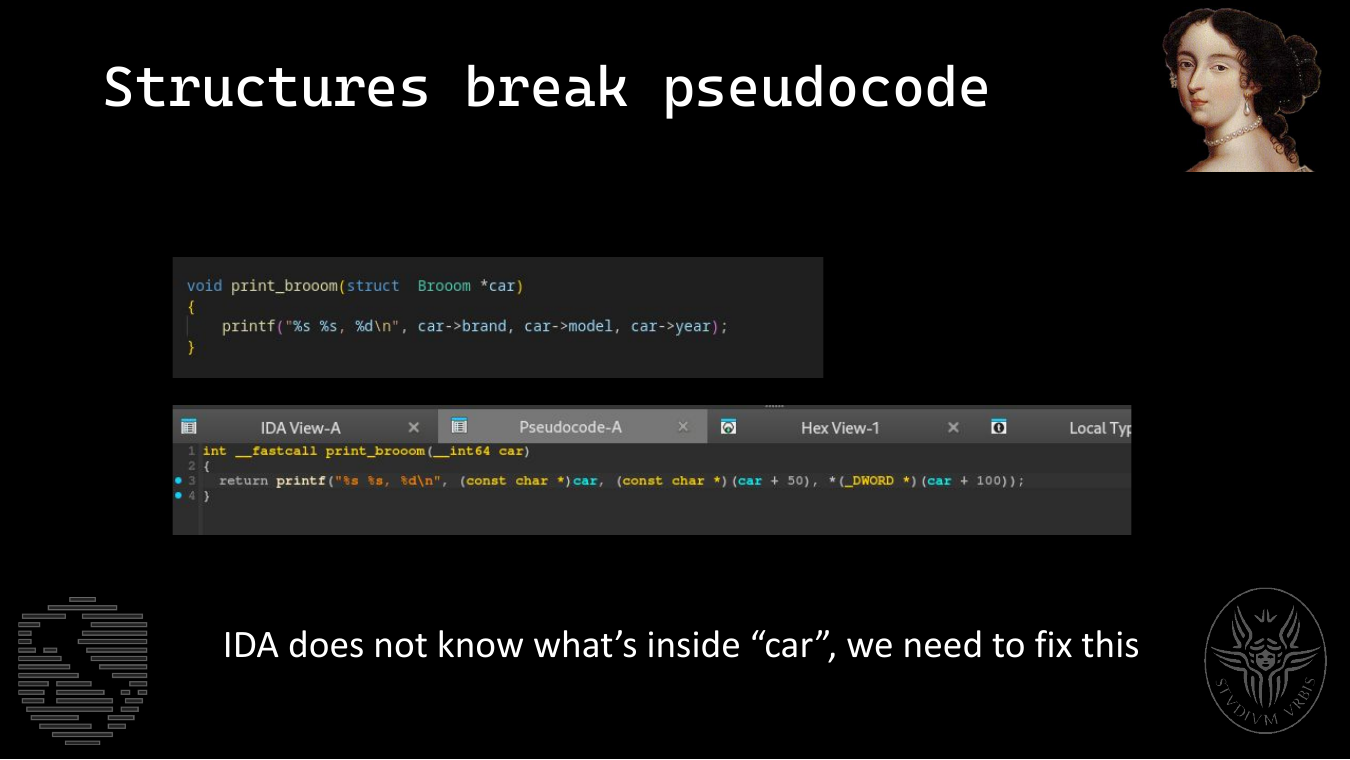 Structures break pseudocode
void print_brooom(struct  Brooom *car)
{
    printf("%s %s, %d\n", car->brand, car->model, car->year);
}
IDA View-A × Pseudocode-A × Hex View-1 × Local Typ
1 int __fastcall print_brooom(__int64 car)
2 {
3   return printf("%s %s, %d\n", (const char *)car, (const char *)(car + 50), *(_DWORD *)(car + 100));
4 }
IDA does not know what’s inside “car”, we need to fix this
STVDIVM VRBIS